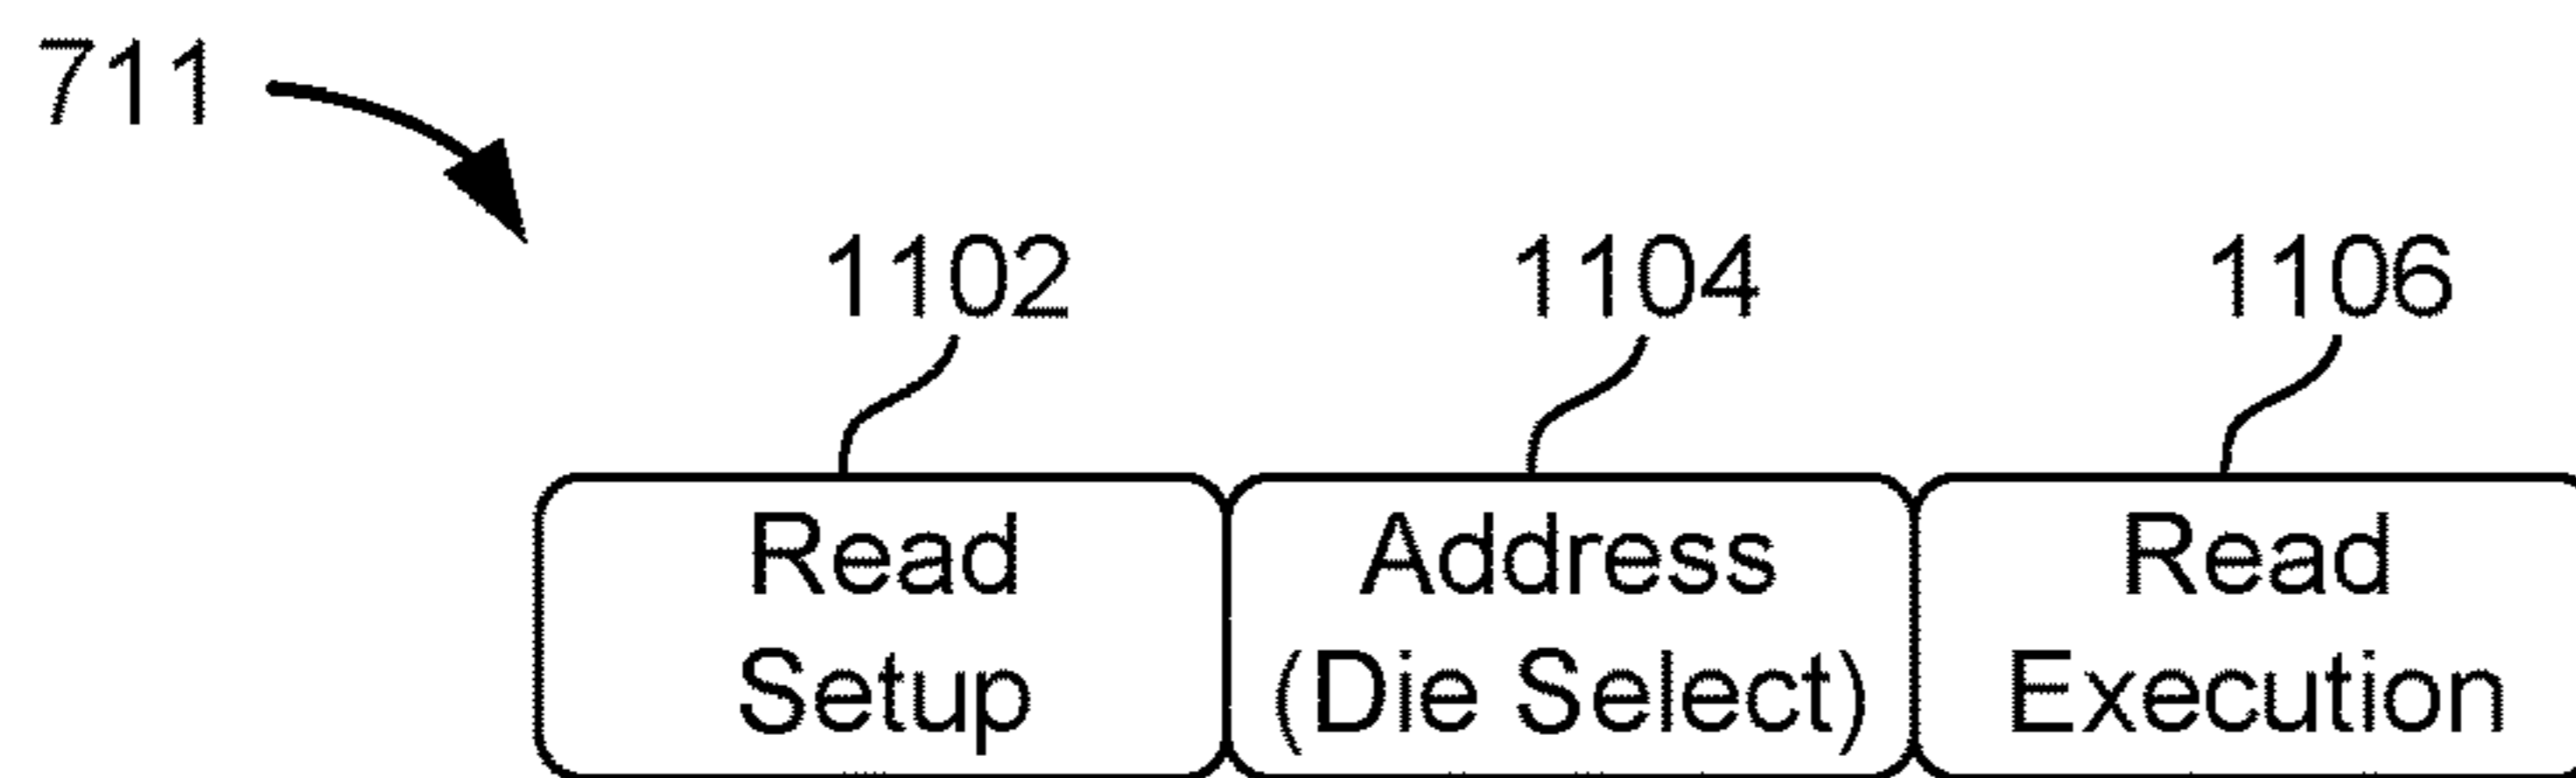 711
1102 1104 1106
Read Address Read
Setup (Die Select) Execution